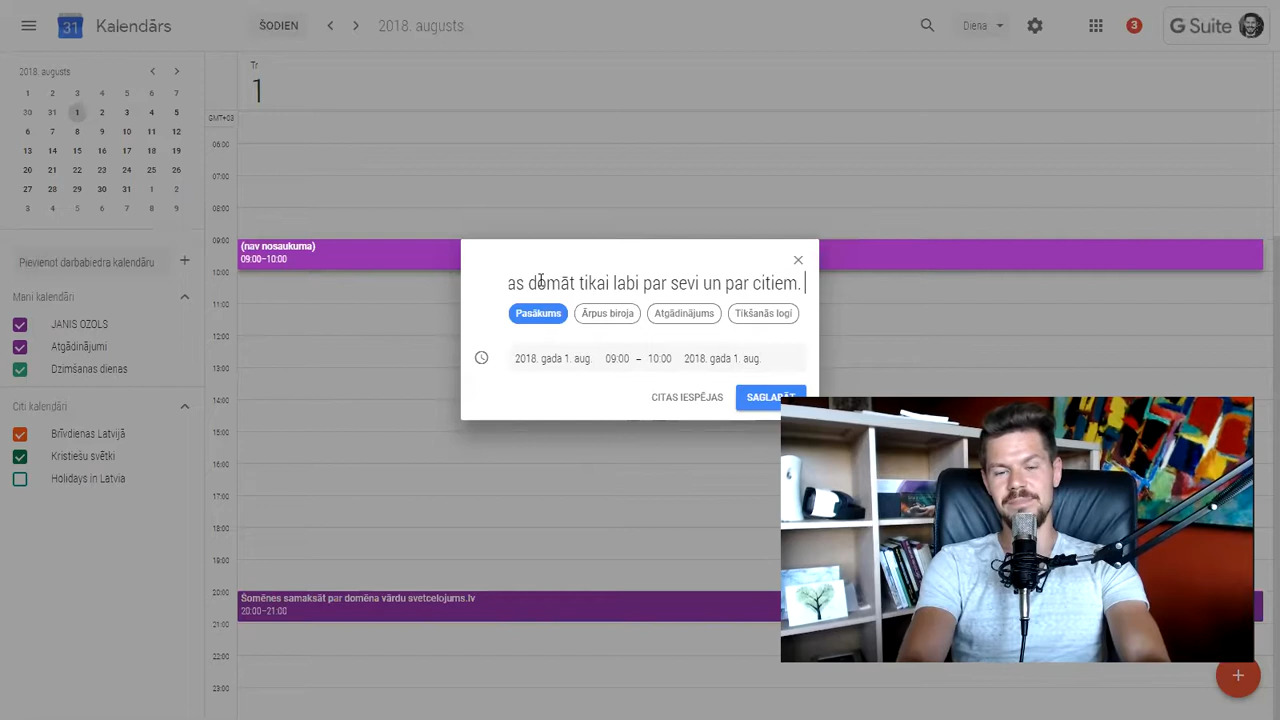 31 Kalendārs ŠODIEN 2018. augusts Diena 3 G Suite
2018. augusts
1 2 3 4 5 6 7
30 31 1 2 3 4 5
6 7 8 9 10 11 12
13 14 15 16 17 18 19
20 21 22 23 24 25 26
27 28 29 30 31 1 2
3 4 5 6 7 8 9
Pievienot darbabiedra kalendāru
Mani kalendāri
JANIS OZOLS
Atgādinājumi
Dzimšanas dienas
Citi kalendāri
Brīvdienas Latvijā
Kristiešu svētki
Holidays in Latvia
Tr
1
GMT+03
06:00
07:00
08:00
09:00
10:00
11:00
12:00
13:00
14:00
15:00
16:00
17:00
18:00
19:00
20:00
21:00
22:00
23:00
(nav nosaukuma)
09:00–10:00
as domāt tikai labi par sevi un par citiem.
Pasākums Ārpus biroja Atgādinājums Tikšanās logi
2018. gada 1. aug. 09:00 – 10:00 2018. gada 1. aug.
CITAS IESPĒJAS SAGLABĀT
Šomēnes samaksāt par domēna vārdu svetcelojums.lv
20:00–21:00